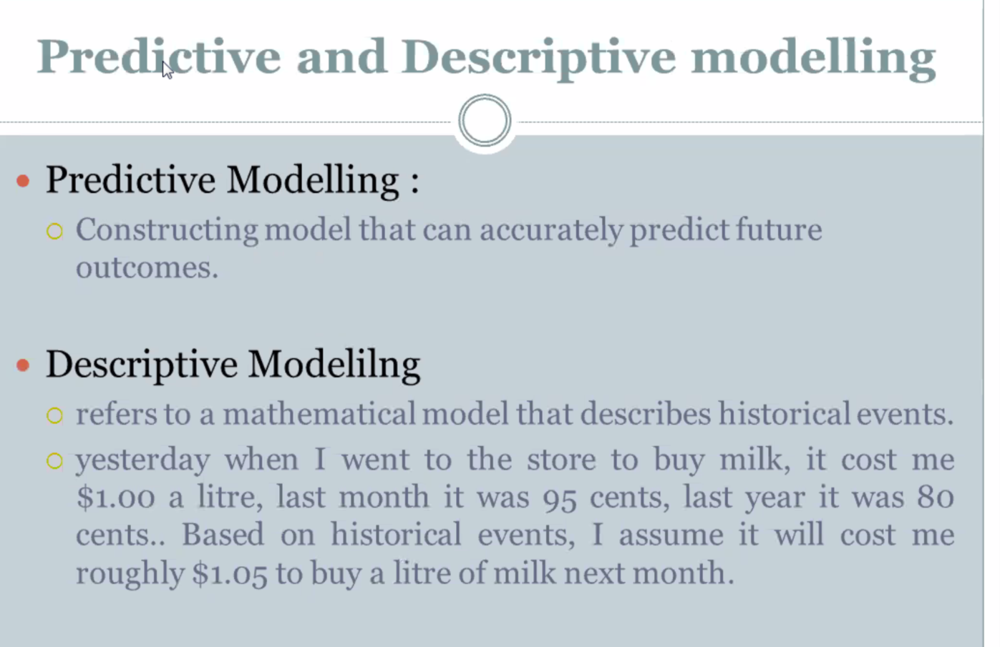 Predictive and Descriptive modelling
Predictive Modelling :
Constructing model that can accurately predict future
outcomes.
Descriptive Modelilng
refers to a mathematical model that describes historical events.
yesterday when I went to the store to buy milk, it cost me
$1.00 a litre, last month it was 95 cents, last year it was 80
cents.. Based on historical events, I assume it will cost me
roughly $1.05 to buy a litre of milk next month.